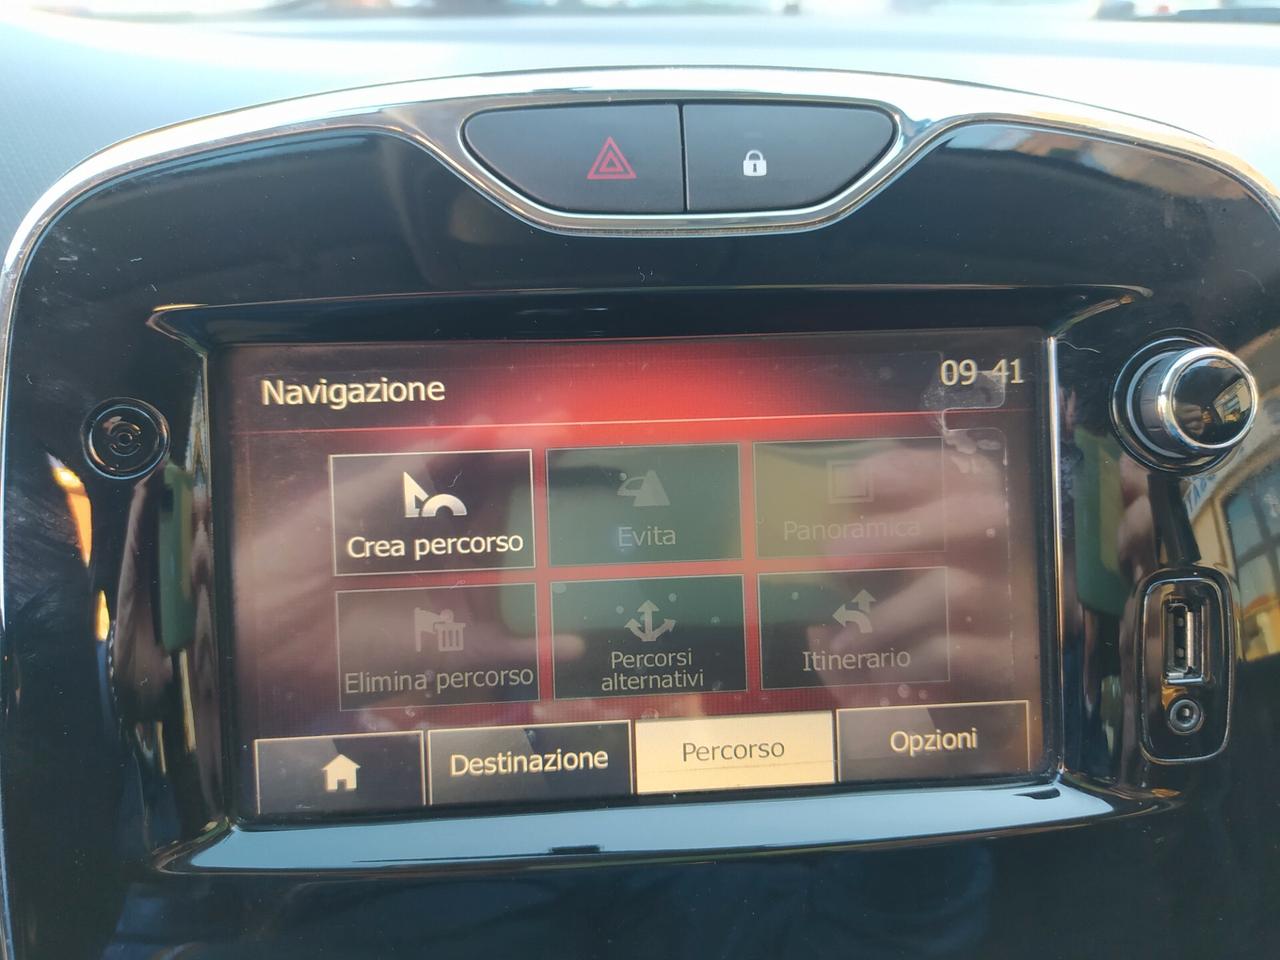 Navigazione
09 41
Crea percorso
Evita
Panoramica
Elimina percorso
Percorsi
alternativi
Itinerario
Destinazione
Percorso
Opzioni